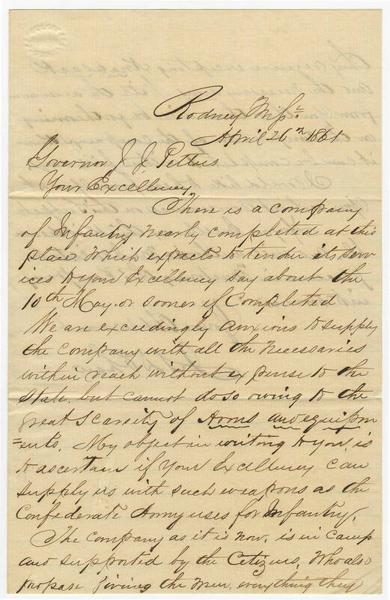 Rodney Miss
April 26th 1861
Governor J. J. Pettus
Your Excellency
There is a company
of Infantry nearly completed at this
place which expects to tender its serv
ices to your Excellency say about the
10th May or sooner if Completed
We are exceedingly anxious to supply
the Company with all the necessaries
within reach without expense to the
State, but cannot do so owing to the
great scarcity of Arms and equipm
=ents. My object in writing to you is
to ascertain if your Excellency can
supply us with such weapons as the
Confederate Army uses for Infantry.
The company as it is now, is in camp
and supported by the Citizens, who also
propose giving the men, everything they